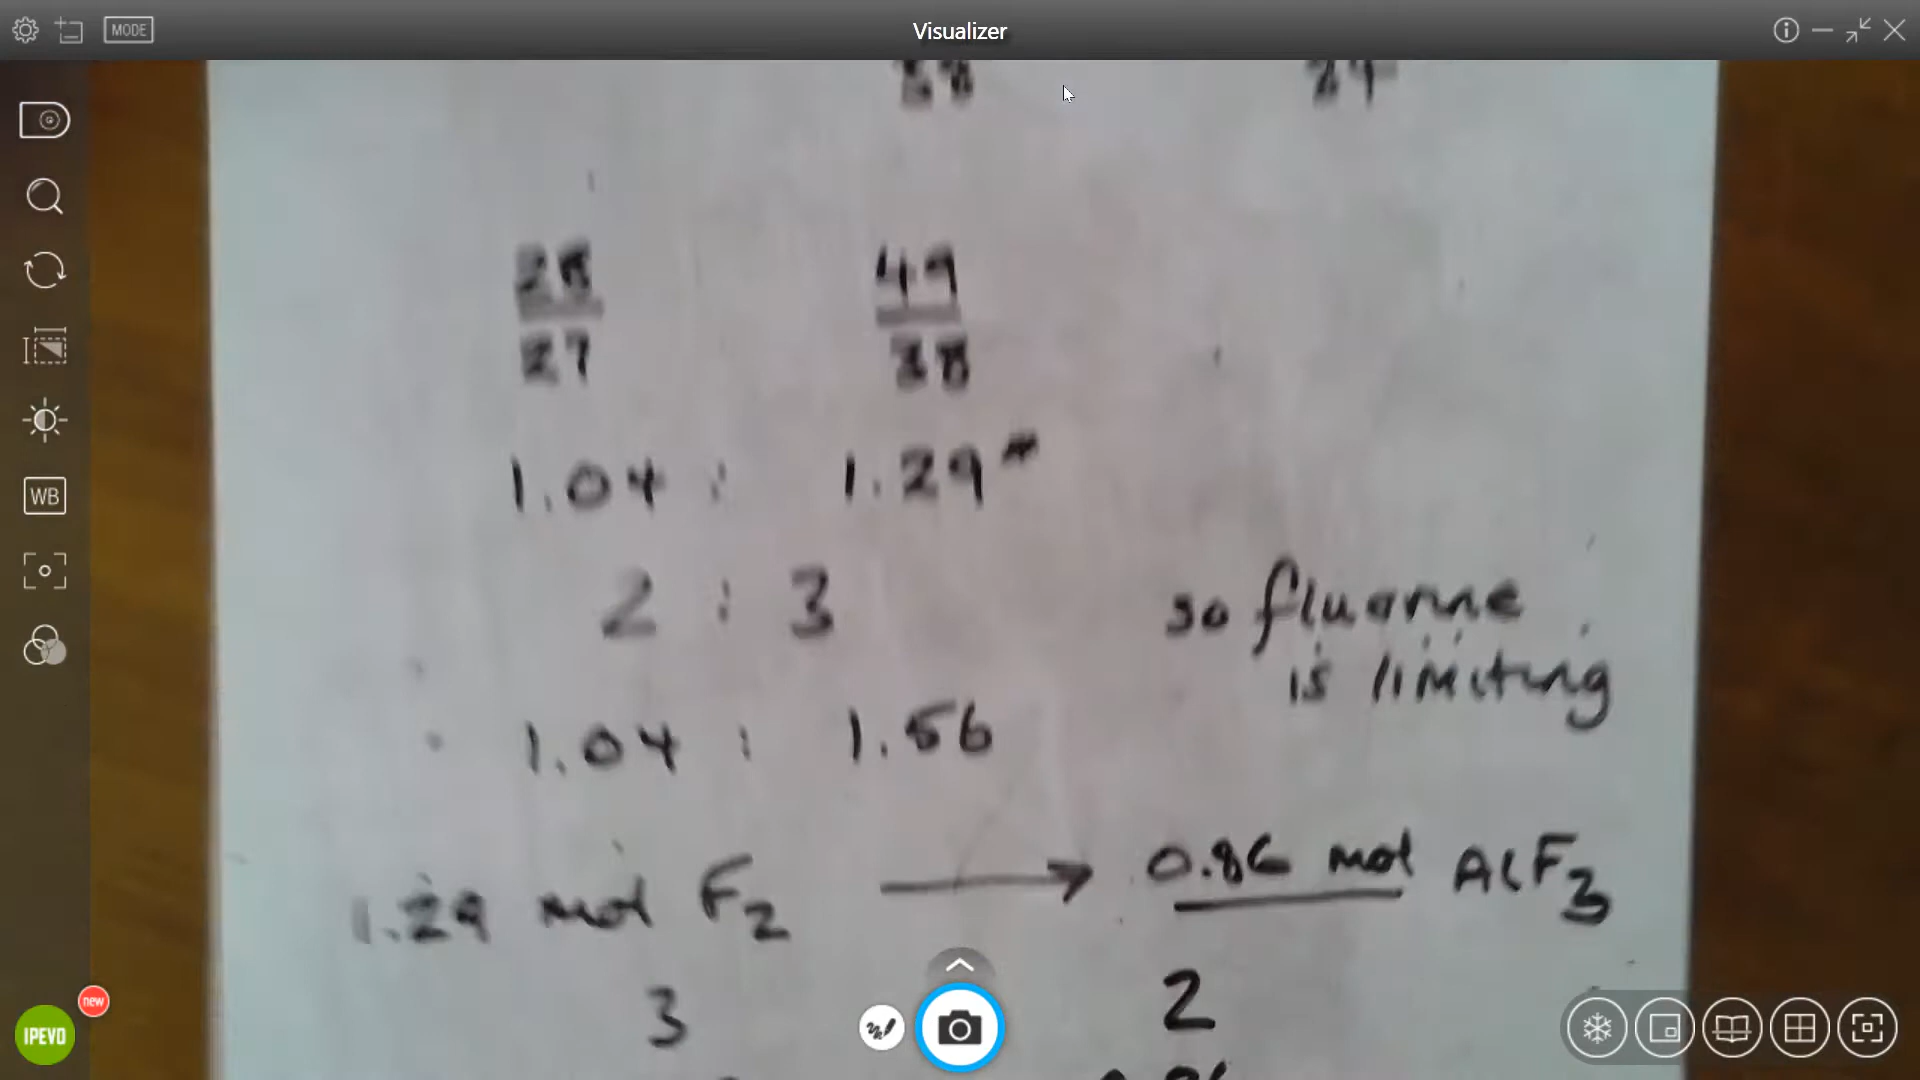 MODE
Visualizer
28 49
27 38
1.04 : 1.29*
2 : 3
so fluorine
is limiting
1.04 : 1.56
1.29 mol F2 → 0.86 mol AlF3
3 2
WB
new
IPEVO